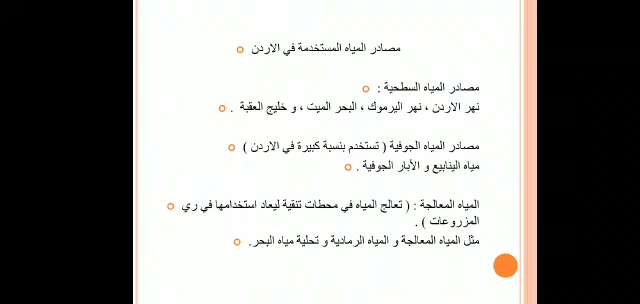 مصادر المياه المستخدمة في الاردن
مصادر المياه السطحية :
نهر الاردن ، نهر اليرموك ، البحر الميت ، و خليج العقبة .
مصادر المياه الجوفية ( تستخدم بنسبة كبيرة في الاردن )
مياه الينابيع و الأبار الجوفية .
المياه المعالجة : ( تعالج المياه في محطات تنقية ليعاد استخدامها في ري
المزروعات ) .
مثل المياه المعالجة و المياه الرمادية و تحلية مياه البحر.